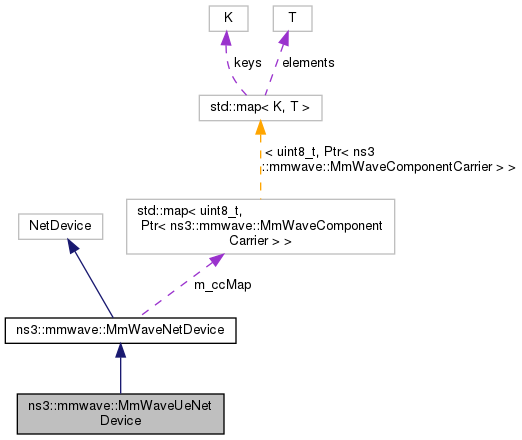 K
T
keys
elements
std::map< K, T >
< uint8_t, Ptr< ns3
::mmwave::MmWaveComponentCarrier > >
std::map< uint8_t,
Ptr< ns3::mmwave::MmWaveComponent
Carrier > >
NetDevice
m_ccMap
ns3::mmwave::MmWaveNetDevice
ns3::mmwave::MmWaveUeNet
Device